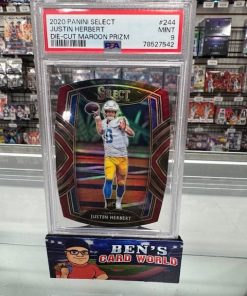 2020 PANINI SELECT #244
JUSTIN HERBERT MINT
DIE-CUT MAROON PRIZM 9
PSA 78527942
SELECT
JUSTIN HERBERT
BEN'S
CARD WORLD